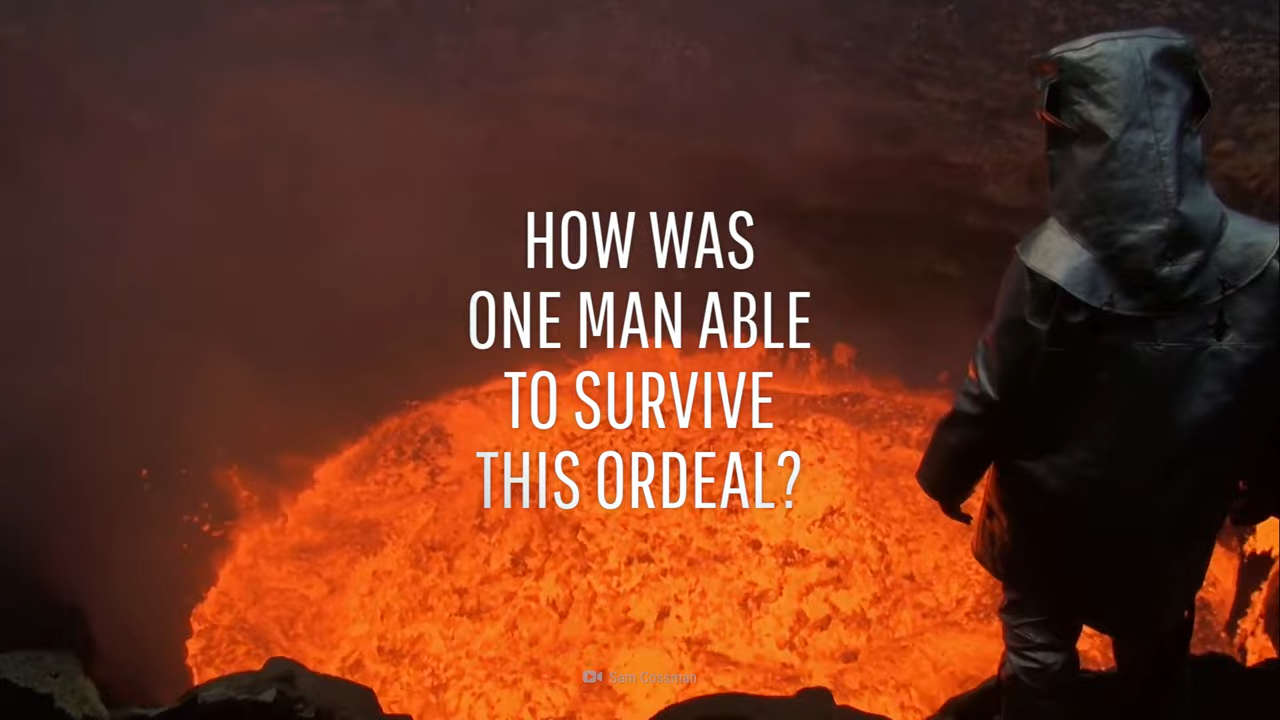 HOW WAS
ONE MAN ABLE
TO SURVIVE
THIS ORDEAL?
Sam Cossman